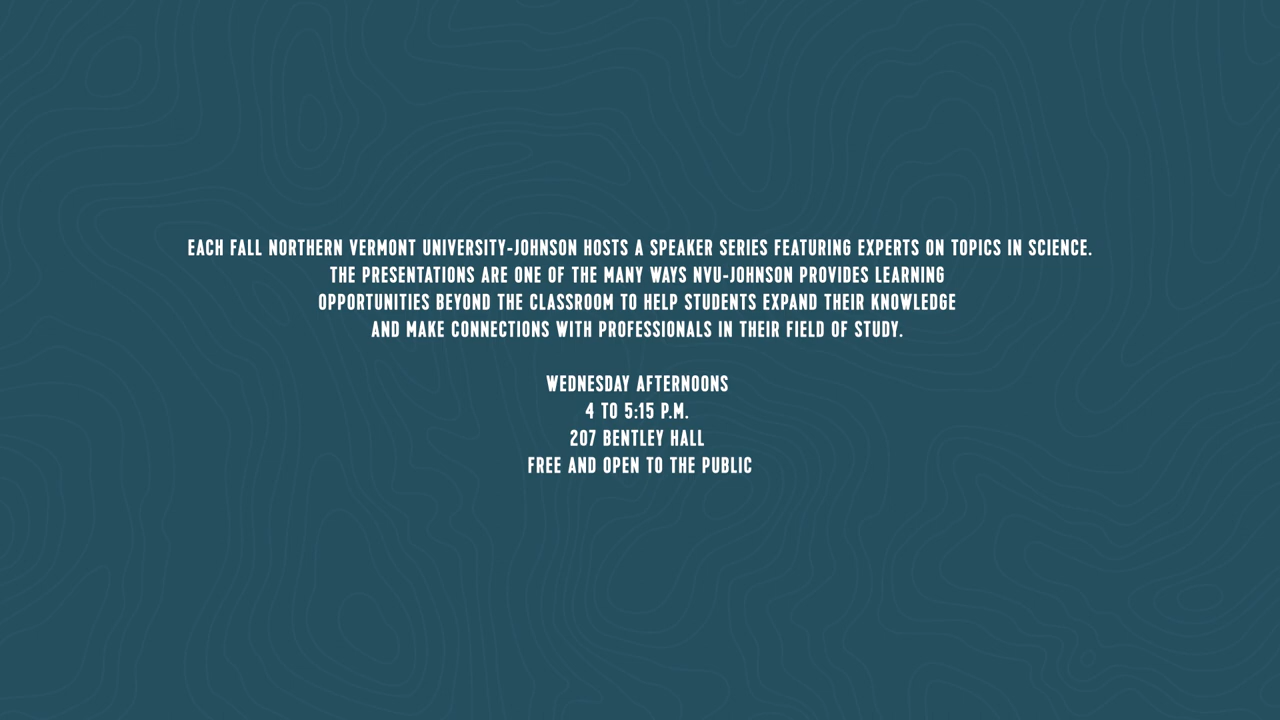 EACH FALL NORTHERN VERMONT UNIVERSITY-JOHNSON HOSTS A SPEAKER SERIES FEATURING EXPERTS ON TOPICS IN SCIENCE.
THE PRESENTATIONS ARE ONE OF THE MANY WAYS NVU-JOHNSON PROVIDES LEARNING
OPPORTUNITIES BEYOND THE CLASSROOM TO HELP STUDENTS EXPAND THEIR KNOWLEDGE
AND MAKE CONNECTIONS WITH PROFESSIONALS IN THEIR FIELD OF STUDY.
WEDNESDAY AFTERNOONS
4 TO 5:15 P.M.
207 BENTLEY HALL
FREE AND OPEN TO THE PUBLIC